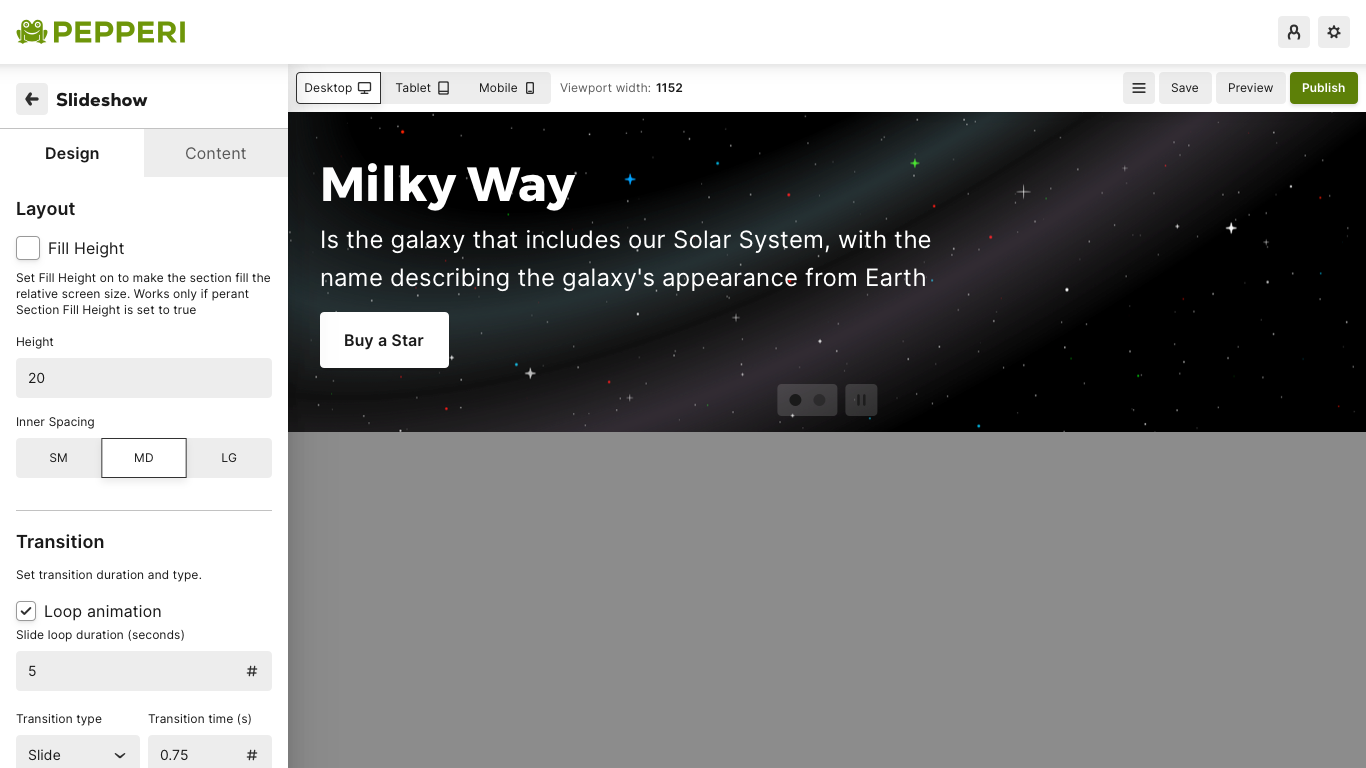 PEPPERI
Slideshow
Desktop
Tablet
Mobile
Viewport width: 1152
Save
Preview
Publish
Design
Content
Layout
Fill Height
Set Fill Height on to make the section fill the
relative screen size. Works only if perant
Section Fill Height is set to true
Height
20
Inner Spacing
SM
MD
LG
Transition
Set transition duration and type.
Loop animation
Slide loop duration (seconds)
5 #
Transition type
Transition time (s)
Slide
0.75 #
Milky Way
Is the galaxy that includes our Solar System, with the
name describing the galaxy's appearance from Earth
Buy a Star